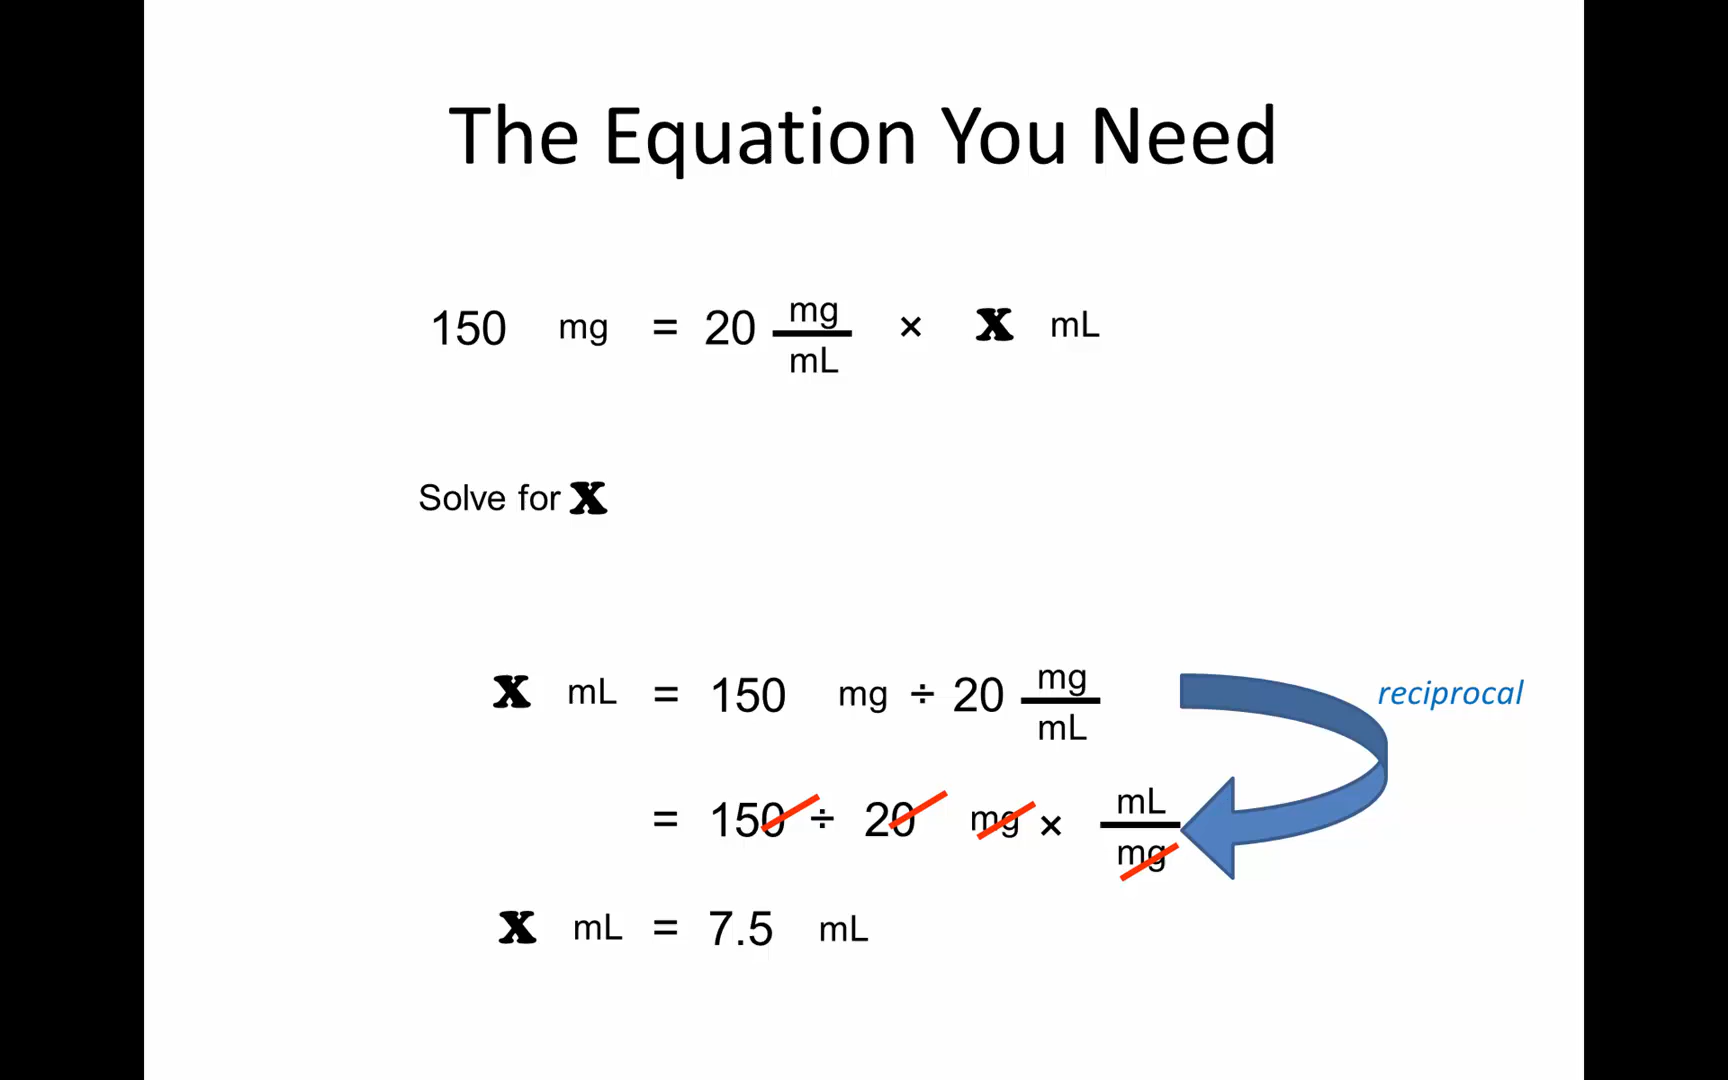 The Equation You Need
150 mg = 20 mg/mL × x mL
Solve for x
x mL = 150 mg ÷ 20 mg/mL
reciprocal
= 150 ÷ 20 mg × mL/mg
x mL = 7.5 mL